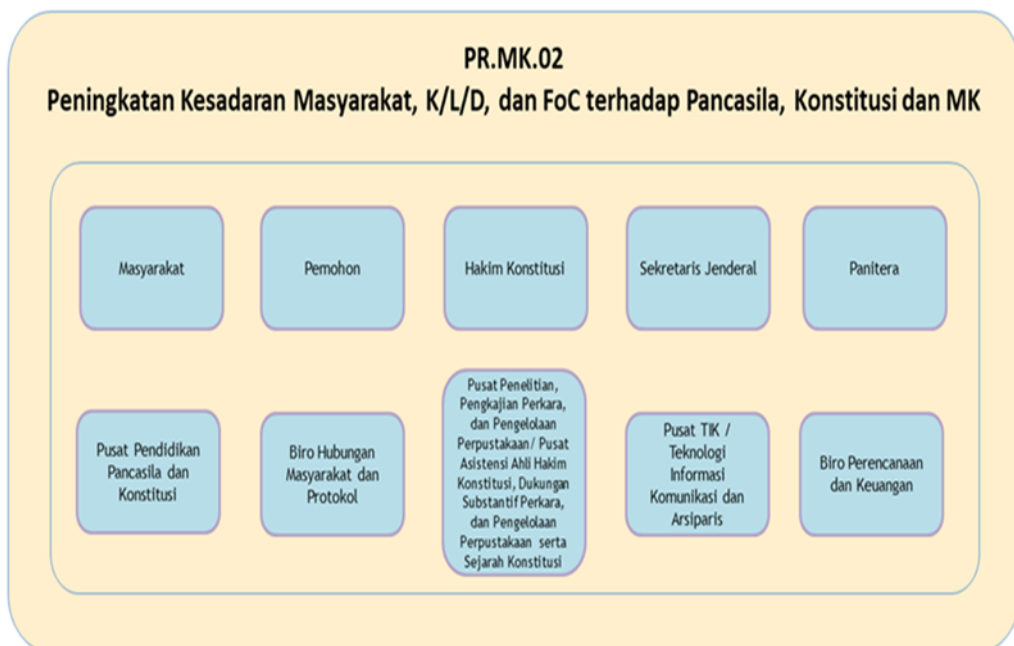 PR.MK.02
Peningkatan Kesadaran Masyarakat, K/L/D, dan FoC terhadap Pancasila, Konstitusi dan MK
Masyarakat
Pemohon
Hakim Konstitusi
Sekretaris Jenderal
Panitera
Pusat Pendidikan
Pancasila dan
Konstitusi
Biro Hubungan
Masyarakat dan
Protokol
Pusat Penelitian,
Pengkajian Perkara,
dan Pengelolaan
Perpustakaan/ Pusat
Asistensi Ahli Hakim
Konstitusi, Dukungan
Substantif Perkara,
dan Pengelolaan
Perpustakaan serta
Sejarah Konstitusi
Pusat TIK /
Teknologi
Informasi
Komunikasi dan
Arsiparis
Biro Perencanaan
dan Keuangan